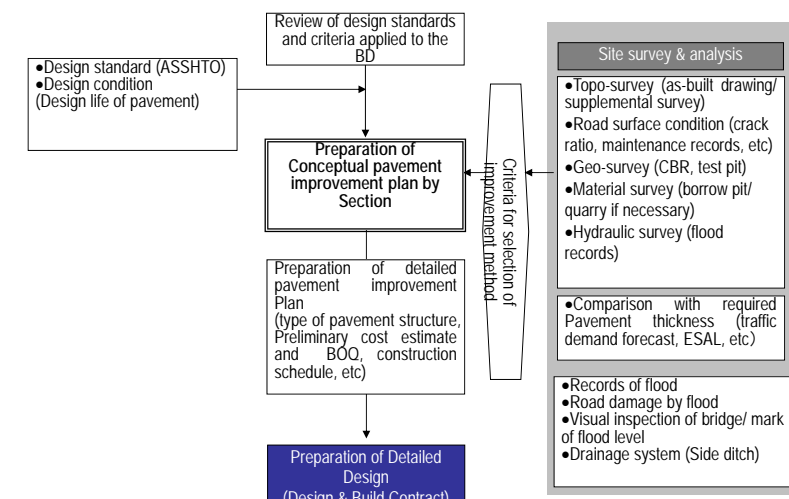 Review of design standards
and criteria applied to the
BD
●Design standard (ASSHTO)
●Design condition
(Design life of pavement)
Preparation of
Conceptual pavement
improvement plan by
Section
Preparation of detailed
pavement improvement
Plan
(type of pavement structure,
Preliminary cost estimate
and BOQ, construction
schedule, etc)
Preparation of Detailed
Design
(Design & Build Contract)
Criteria for selection of
improvement method
Site survey & analysis
●Topo-survey (as-built drawing/
supplemental survey)
●Road surface condition (crack
ratio, maintenance records, etc)
●Geo-survey (CBR, test pit)
●Material survey (borrow pit/
quarry if necessary)
●Hydraulic survey (flood
records)
●Comparison with required
Pavement thickness (traffic
demand forecast, ESAL, etc)
●Records of flood
●Road damage by flood
●Visual inspection of bridge/ mark
of flood level
●Drainage system (Side ditch)